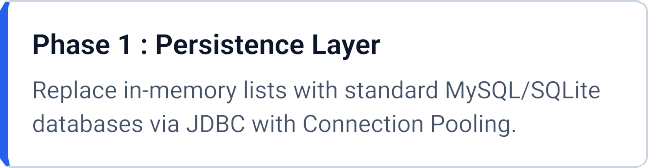 Phase 1 : Persistence Layer
Replace in-memory lists with standard MySQL/SQLite
databases via JDBC with Connection Pooling.